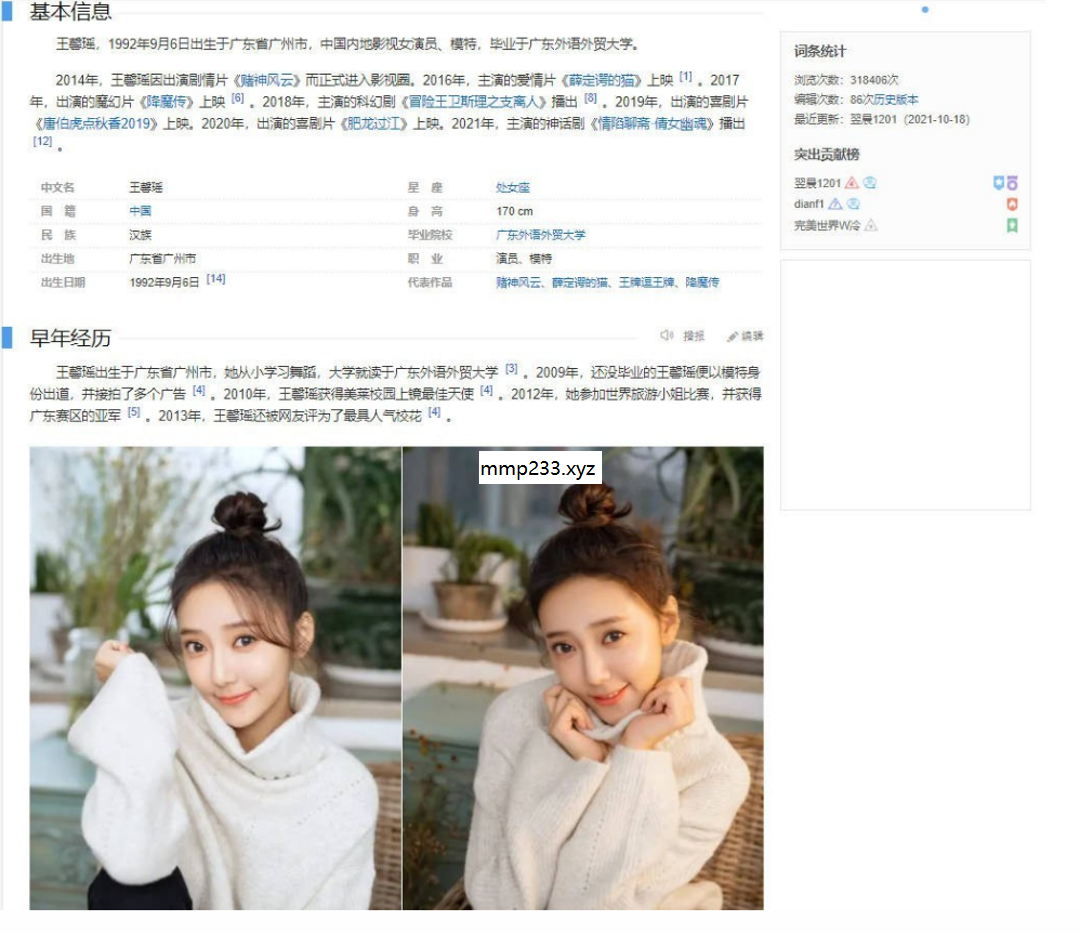 基本信息
王馨瑶，1992年9月6日出生于广东省广州市，中国内地影视女演员、模特，毕业于广东外语外贸大学。
2014年，王馨瑶因出演剧情片《赌神风云》而正式进入影视圈。2016年，主演的爱情片《薛定谔的猫》上映 [1] 。2017
年，出演的魔幻片《降魔传》上映 [6] 。2018年，主演的科幻剧《冒险王卫斯理之支离人》播出 [8] 。2019年，出演的喜剧片
《唐伯虎点秋香2019》上映。2020年，出演的喜剧片《肥龙过江》上映。2021年，主演的神话剧《情陷聊斋·倩女幽魂》播出
[12] 。
中文名 王馨瑶 星 座 处女座
国 籍 中国 身 高 170 cm
民 族 汉族 毕业院校 广东外语外贸大学
出生地 广东省广州市 职 业 演员、模特
出生日期 1992年9月6日 [14] 代表作品 赌神风云、薛定谔的猫、王牌逗王牌、降魔传
早年经历
播报 编辑
王馨瑶出生于广东省广州市，她从小学习舞蹈，大学就读于广东外语外贸大学 [3] 。2009年，还没毕业的王馨瑶便以模特身
份出道，并接拍了多个广告 [4] 。2010年，王馨瑶获得美莱校园上镜最佳天使 [4] 。2012年，她参加世界旅游小姐比赛，并获得
广东赛区的亚军 [5] 。2013年，王馨瑶还被网友评为了最具人气校花 [4] 。
mmp233.xyz
词条统计
浏览次数：318406次
编辑次数：86次历史版本
最近更新：翌晨1201（2021-10-18）
突出贡献榜
翌晨1201
dianf1
完美世界W冷